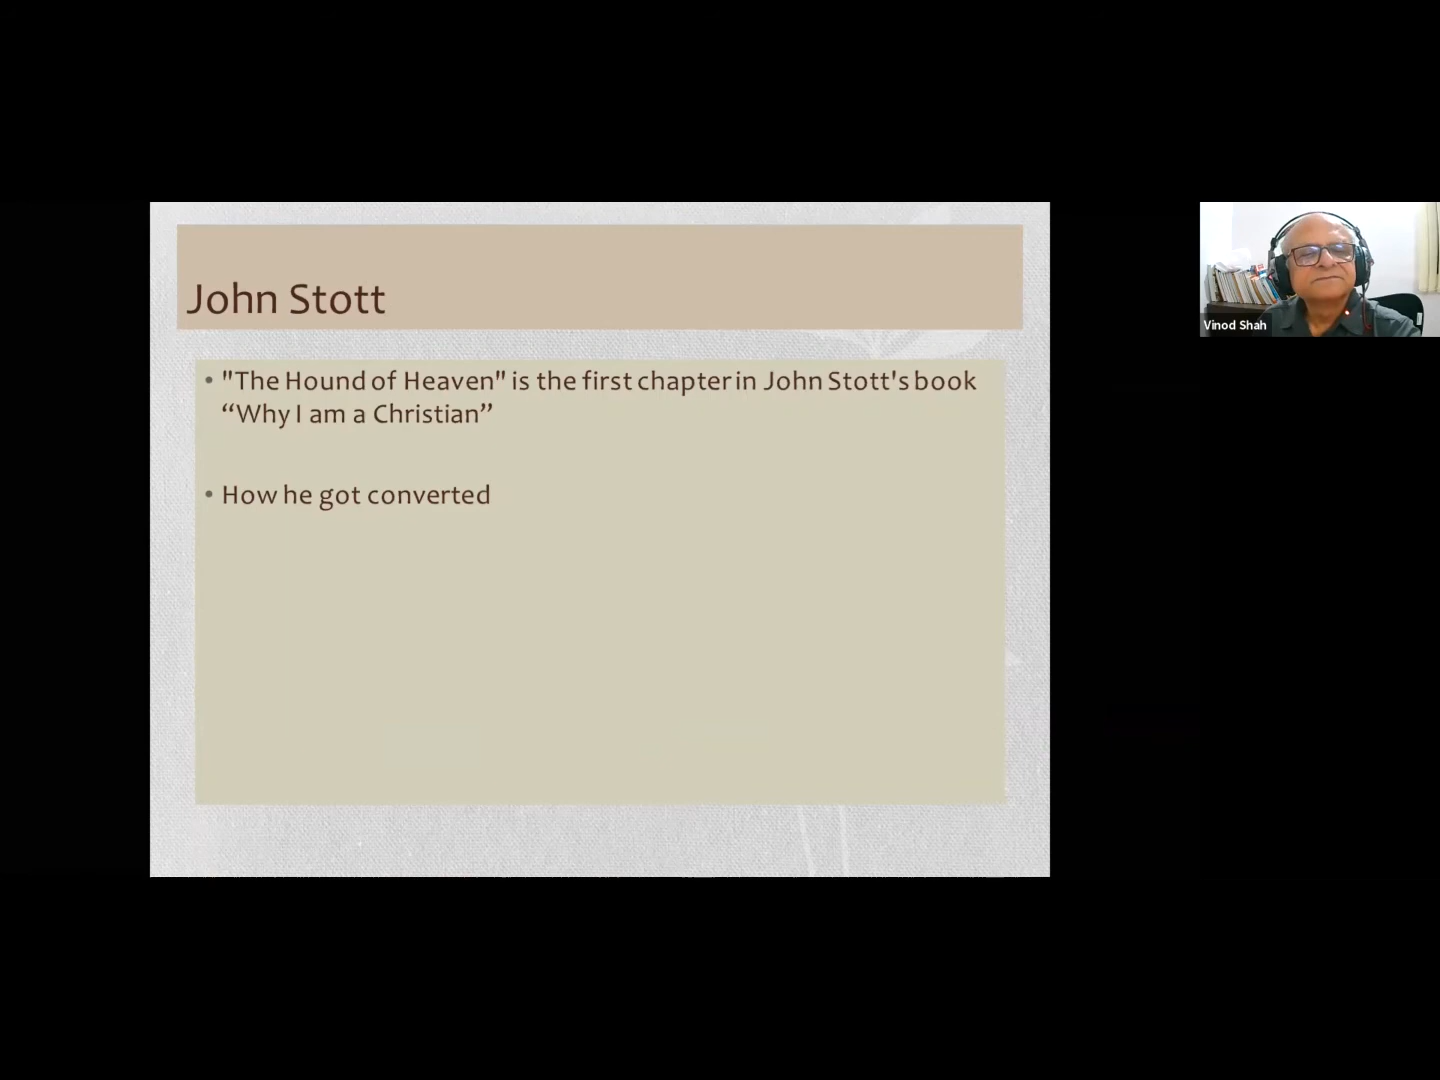 John Stott
• "The Hound of Heaven" is the first chapter in John Stott's book
“Why I am a Christian”
• How he got converted
Vinod Shah